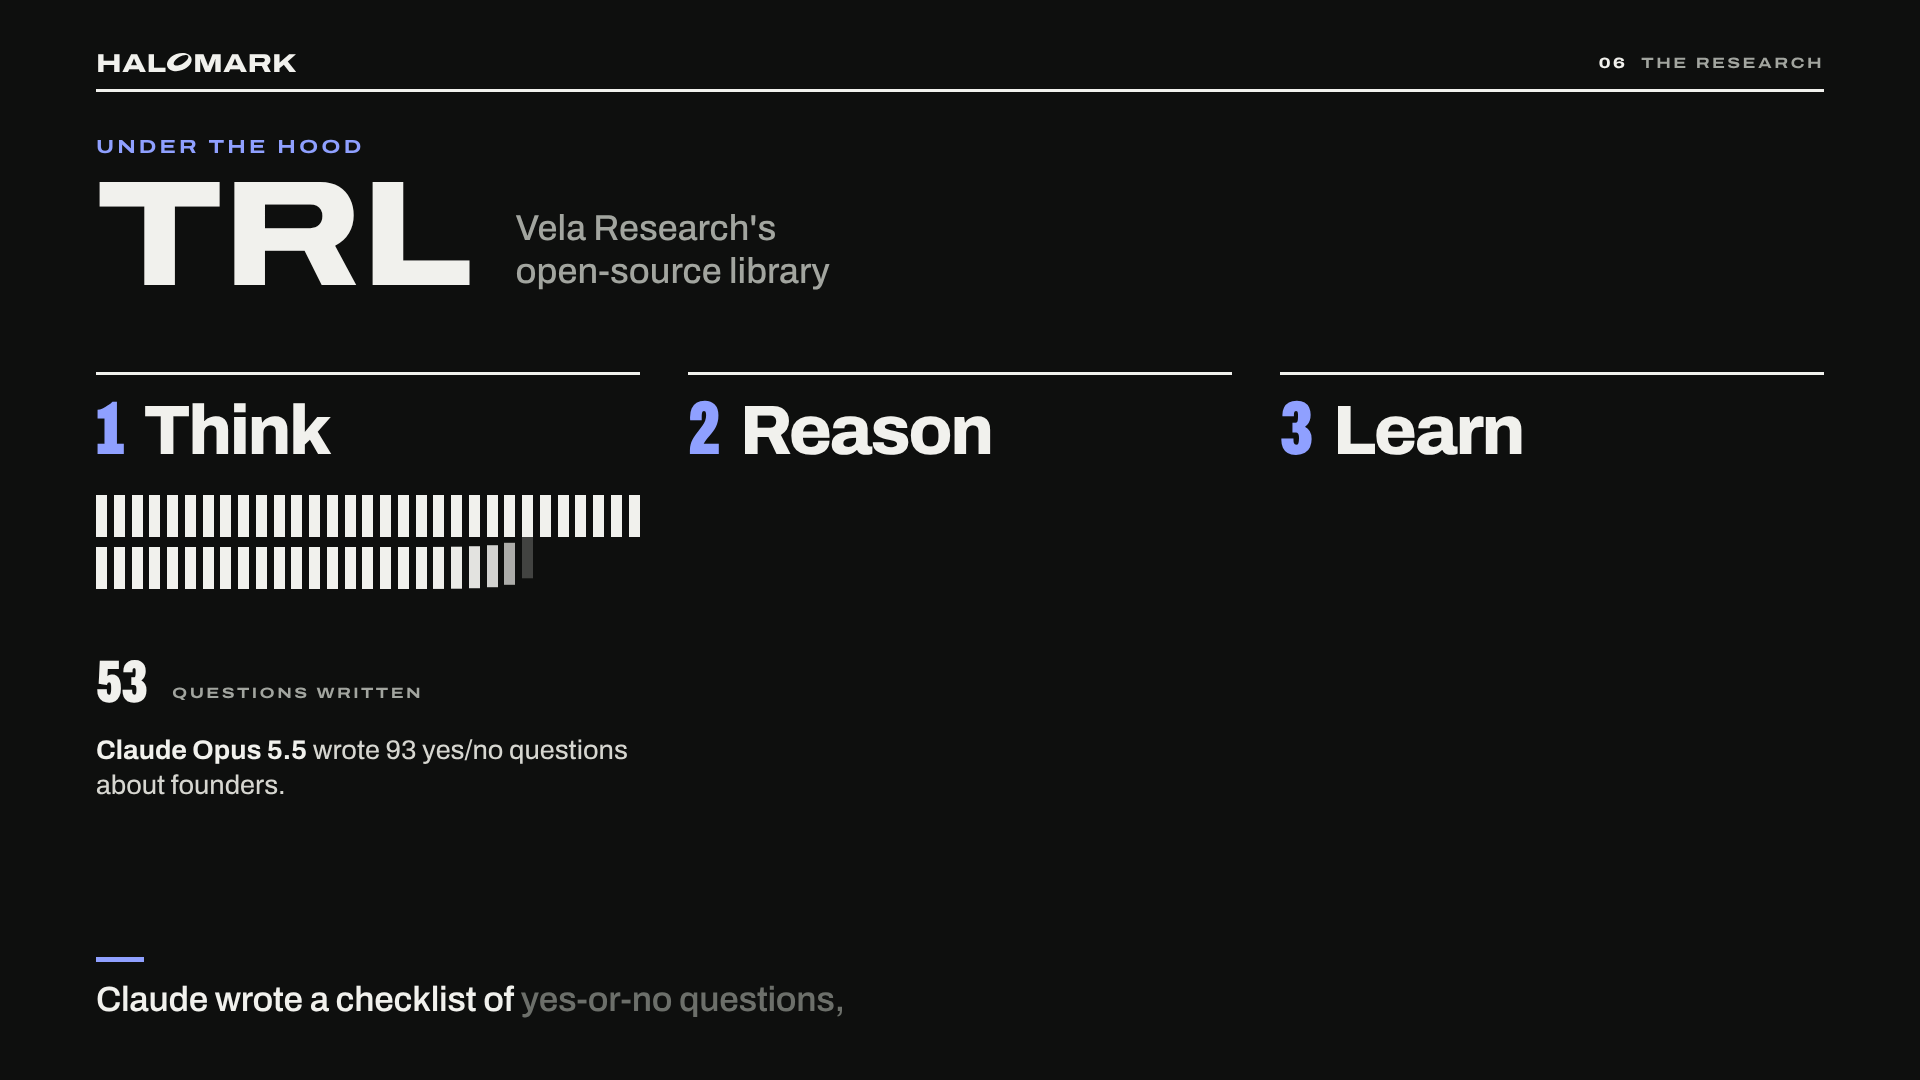 HALOMARK
06 THE RESEARCH
UNDER THE HOOD
TRL
Vela Research's
open-source library
1 Think
2 Reason
3 Learn
53 QUESTIONS WRITTEN
Claude Opus 5.5 wrote 93 yes/no questions
about founders.
Claude wrote a checklist of yes-or-no questions,